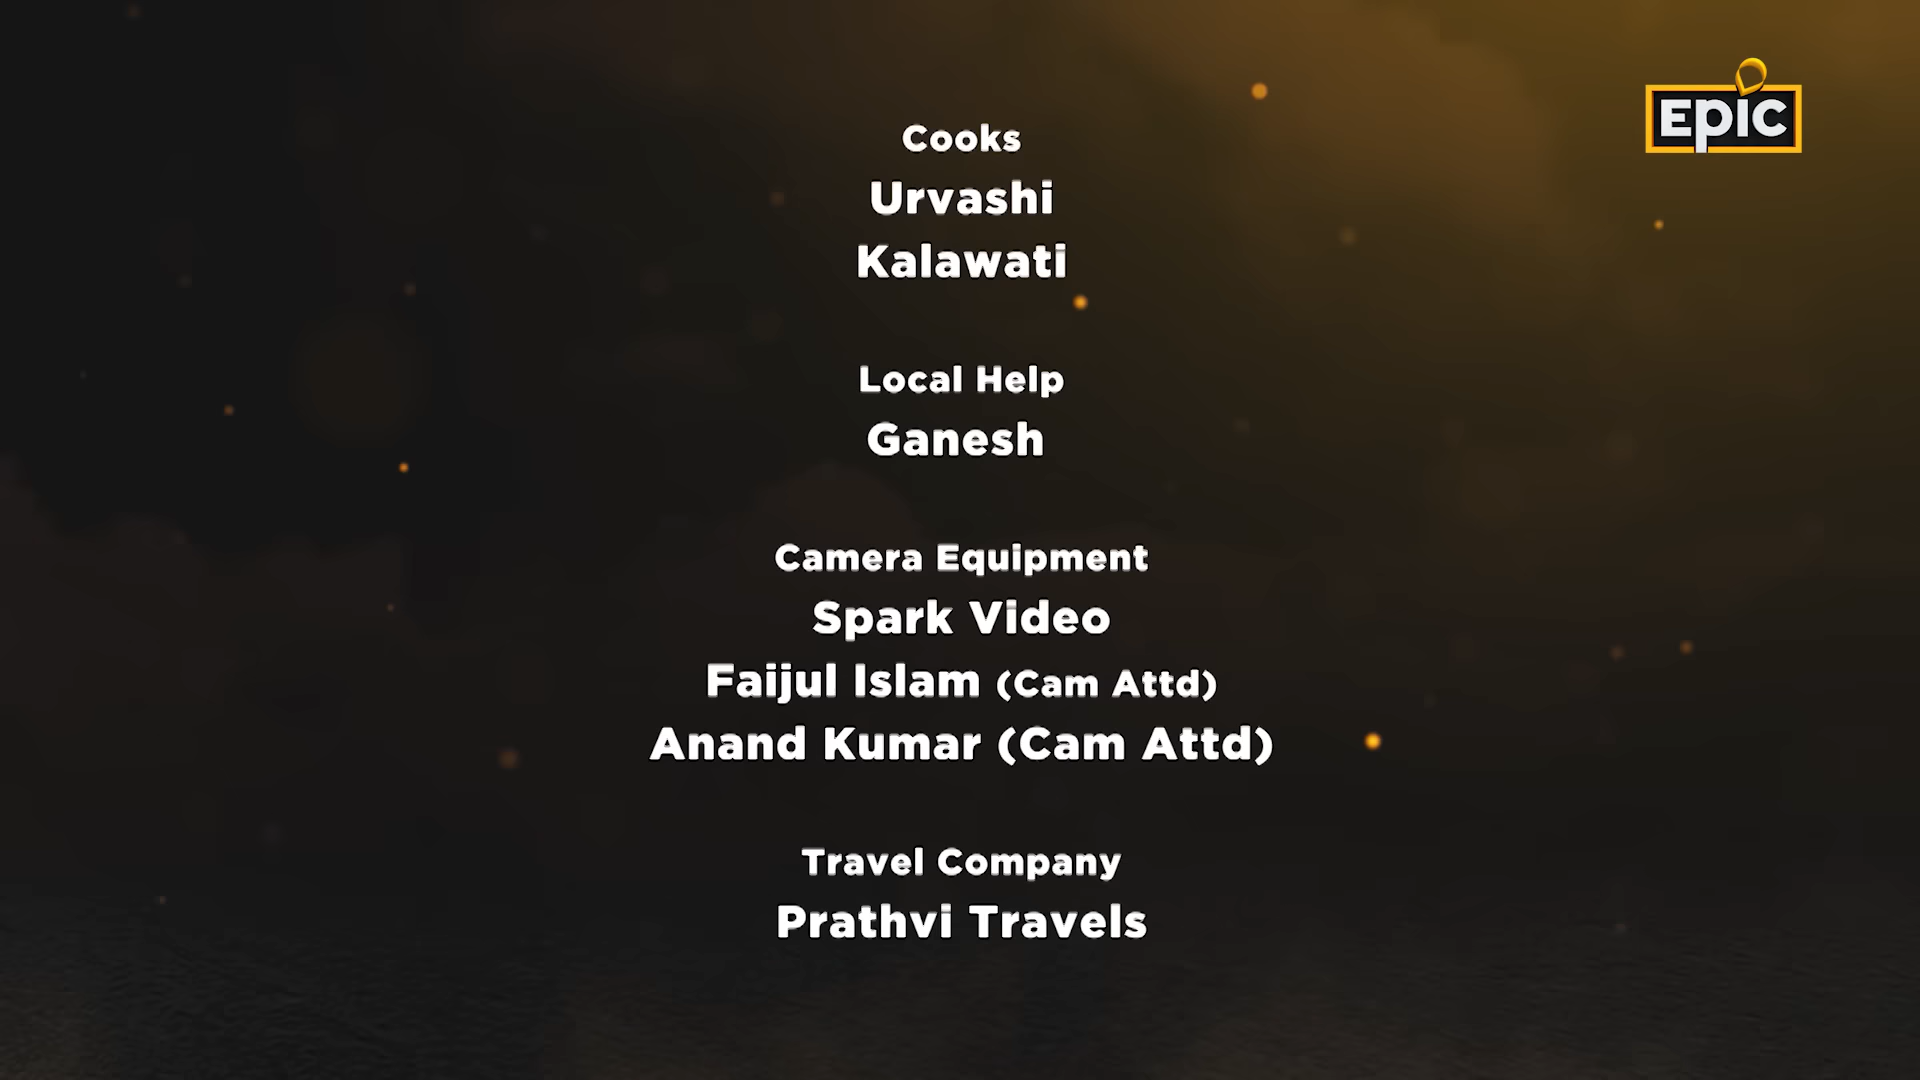 EPIC
Cooks
Urvashi
Kalawati
Local Help
Ganesh
Camera Equipment
Spark Video
Faijul Islam (Cam Attd)
Anand Kumar (Cam Attd)
Travel Company
Prathvi Travels